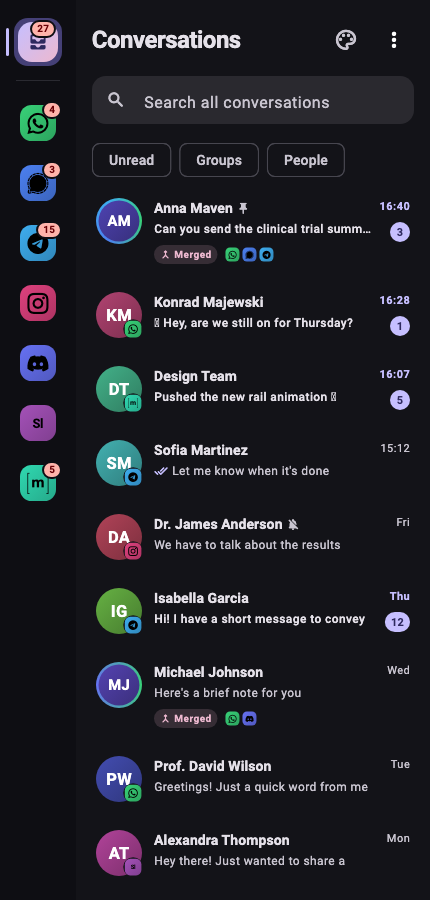 27
Conversations
Search all conversations
4
Unread
Groups
People
3
15
Sl
[m]
5
AM
Anna Maven
16:40
Can you send the clinical trial summ…
3
Merged
KM
Konrad Majewski
16:28
Hey, are we still on for Thursday?
1
DT
[m]
Design Team
16:07
Pushed the new rail animation
5
SM
Sofia Martinez
15:12
Let me know when it's done
DA
Dr. James Anderson
Fri
We have to talk about the results
IG
Isabella Garcia
Thu
Hi! I have a short message to convey
12
MJ
Michael Johnson
Wed
Here's a brief note for you
Merged
PW
Prof. David Wilson
Tue
Greetings! Just a quick word from me
AT
Alexandra Thompson
Mon
Hey there! Just wanted to share a